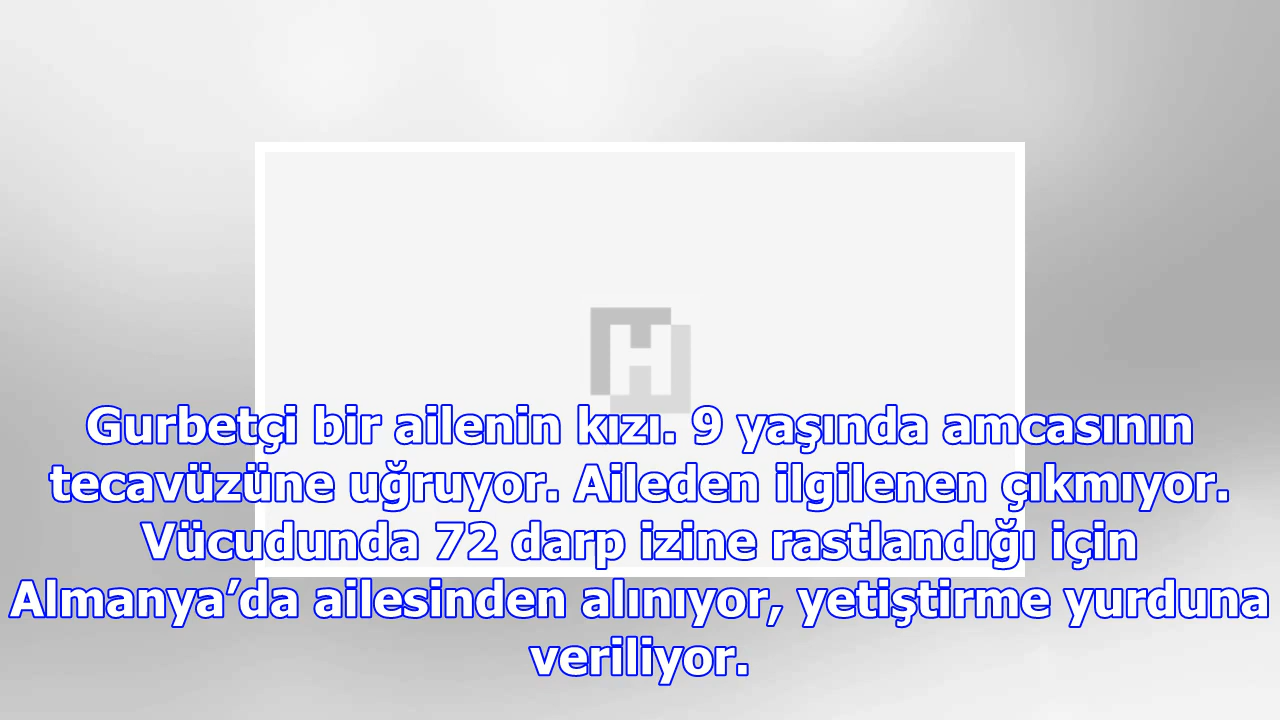 H
Gurbetçi bir ailenin kızı. 9 yaşında amcasının
tecavüzüne uğruyor. Aileden ilgilenen çıkmıyor.
Vücudunda 72 darp izine rastlandığı için
Almanya’da ailesinden alınıyor, yetiştirme yurduna
veriliyor.